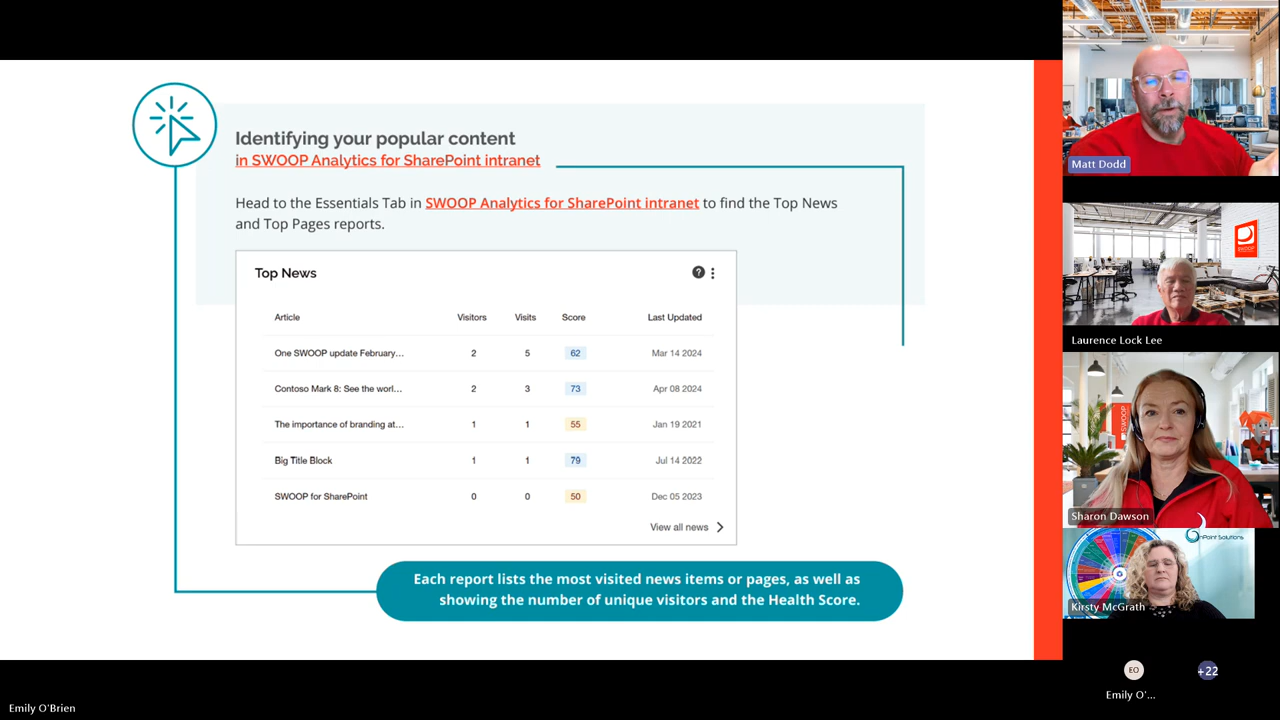 Identifying your popular content
in SWOOP Analytics for SharePoint intranet
Head to the Essentials Tab in SWOOP Analytics for SharePoint intranet to find the Top News
and Top Pages reports.
Top News
?
Article Visitors Visits Score Last Updated
One SWOOP update February... 2 5 62 Mar 14 2024
Contoso Mark 8: See the worl... 2 3 73 Apr 08 2024
The importance of branding at... 1 1 55 Jan 19 2021
Big Title Block 1 1 79 Jul 14 2022
SWOOP for SharePoint 0 0 50 Dec 05 2023
View all news
Each report lists the most visited news items or pages, as well as
showing the number of unique visitors and the Health Score.
Matt Dodd
SWOOP
Laurence Lock Lee
SWOOP
Sharon Dawson
OnPoint Solutions
Kirsty McGrath
EO
+22
Emily O'...
Emily O'Brien